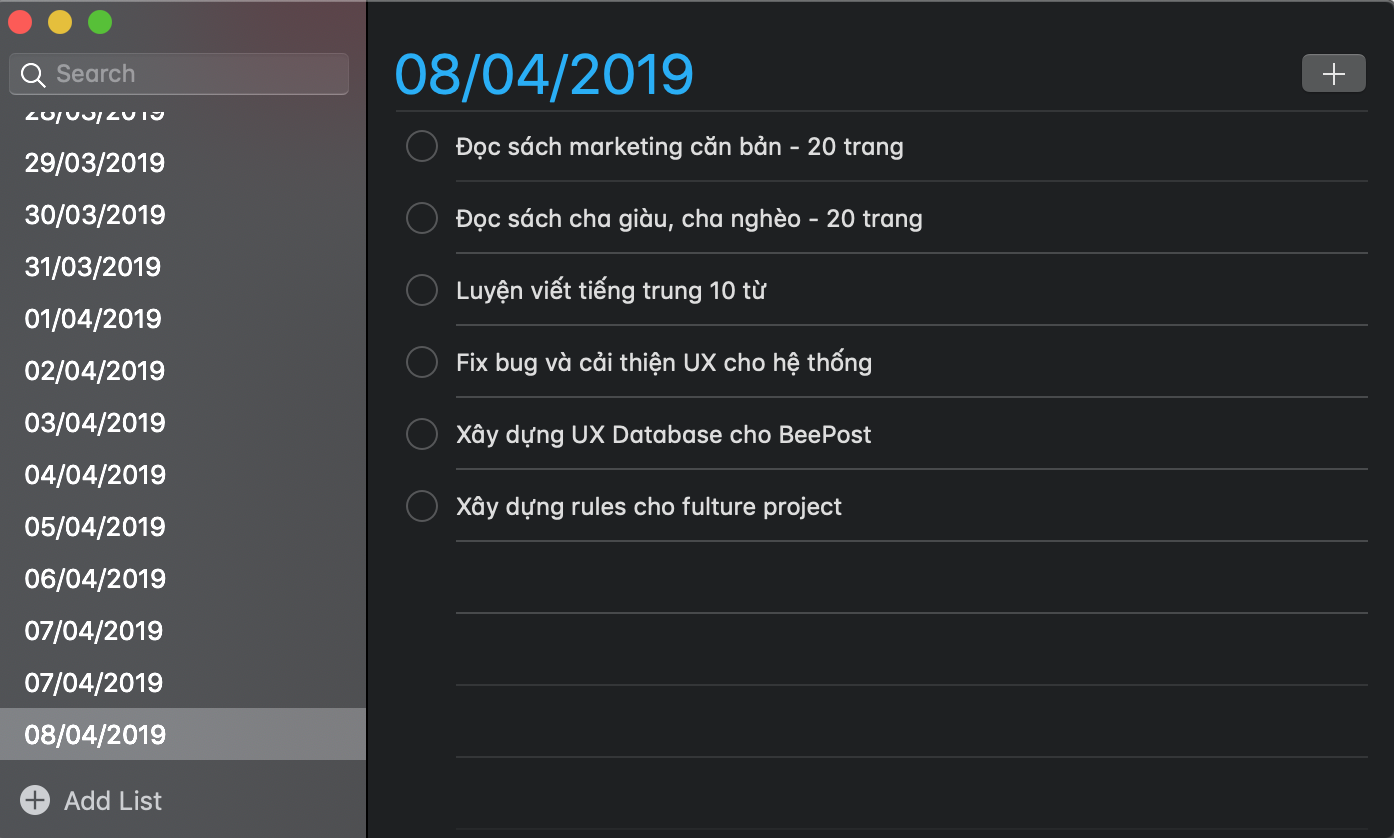 Search
28/03/2019
29/03/2019
30/03/2019
31/03/2019
01/04/2019
02/04/2019
03/04/2019
04/04/2019
05/04/2019
06/04/2019
07/04/2019
07/04/2019
08/04/2019
Add List
08/04/2019
Đọc sách marketing căn bản - 20 trang
Đọc sách cha giàu, cha nghèo - 20 trang
Luyện viết tiếng trung 10 từ
Fix bug và cải thiện UX cho hệ thống
Xây dựng UX Database cho BeePost
Xây dựng rules cho fulture project